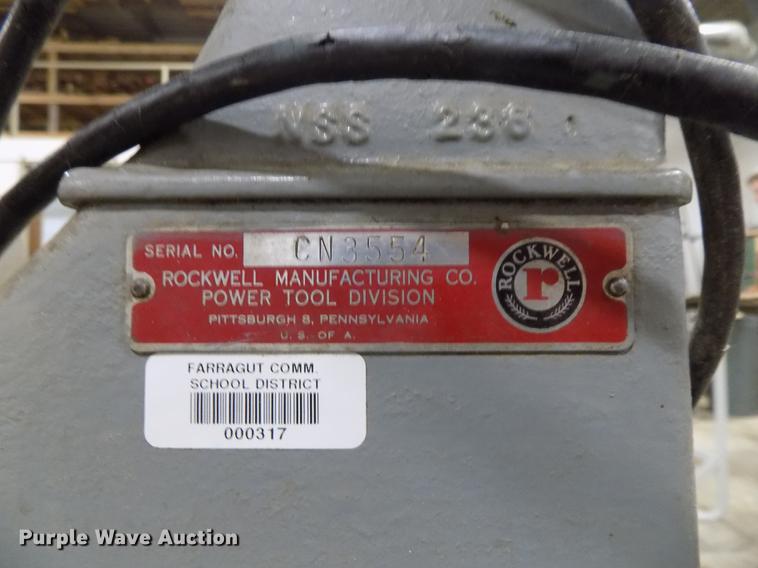 NSS 236
SERIAL NO. CN3554
ROCKWELL MANUFACTURING CO.
POWER TOOL DIVISION
PITTSBURGH 8, PENNSYLVANIA
U. S. OF A.
ROCKWELL
r
FARRAGUT COMM.
SCHOOL DISTRICT
000317
Purple Wave Auction